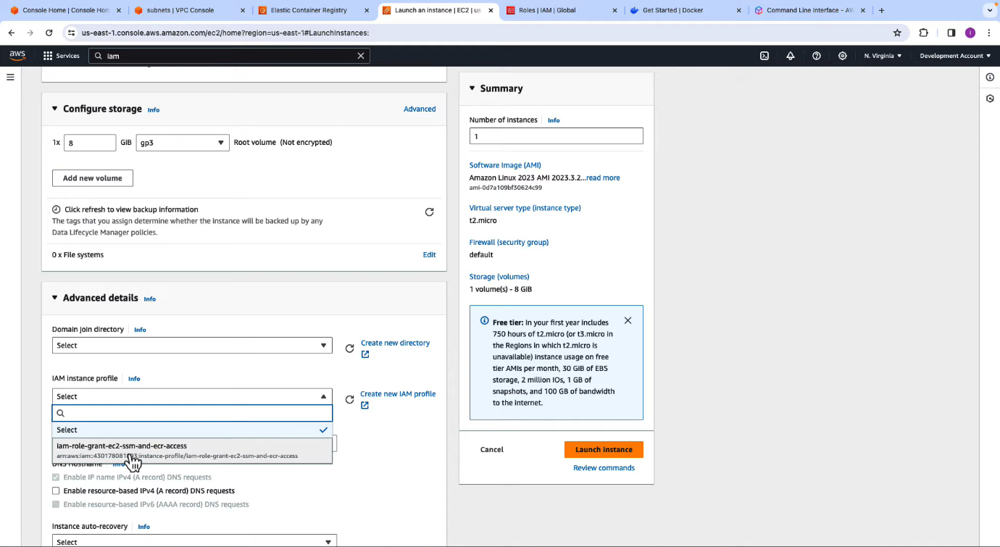 Console Home | Console Hom
subnets | VPC Console
Elastic Container Registry
Launch an instance | EC2 | us
Roles | IAM | Global
Get Started | Docker
Command Line Interface - AW
us-east-1.console.aws.amazon.com/ec2/home?region=us-east-1#LaunchInstances:
aws
Services
iam
N. Virginia
Development Account
Configure storage Info
Advanced
1x 8 GiB gp3 Root volume (Not encrypted)
Add new volume
Click refresh to view backup information
The tags that you assign determine whether the instance will be backed up by any
Data Lifecycle Manager policies.
0 x File systems
Edit
Advanced details Info
Domain join directory Info
Select
Create new directory
IAM instance profile Info
Select
Create new IAM profile
Select
iam-role-grant-ec2-ssm-and-ecr-access
:instance-profile/iam-role-grant-ec2-ssm-and-ecr-access
DNS Hostname Info
Enable IP name IPv4 (A record) DNS requests
Enable resource-based IPv4 (A record) DNS requests
Enable resource-based IPv6 (AAAA record) DNS requests
Instance auto-recovery Info
Select
Summary
Number of instances Info
1
Software Image (AMI)
Amazon Linux 2023 AMI 2023.3.2...read more
ami-0d7a109bf30624c99
Virtual server type (instance type)
t2.micro
Firewall (security group)
default
Storage (volumes)
1 volume(s) - 8 GiB
Free tier: In your first year includes
750 hours of t2.micro (or t3.micro in
the Regions in which t2.micro is
unavailable) instance usage on free
tier AMIs per month, 30 GiB of EBS
storage, 2 million IOs, 1 GB of
snapshots, and 100 GB of bandwidth
to the internet.
Cancel
Launch instance
Review commands